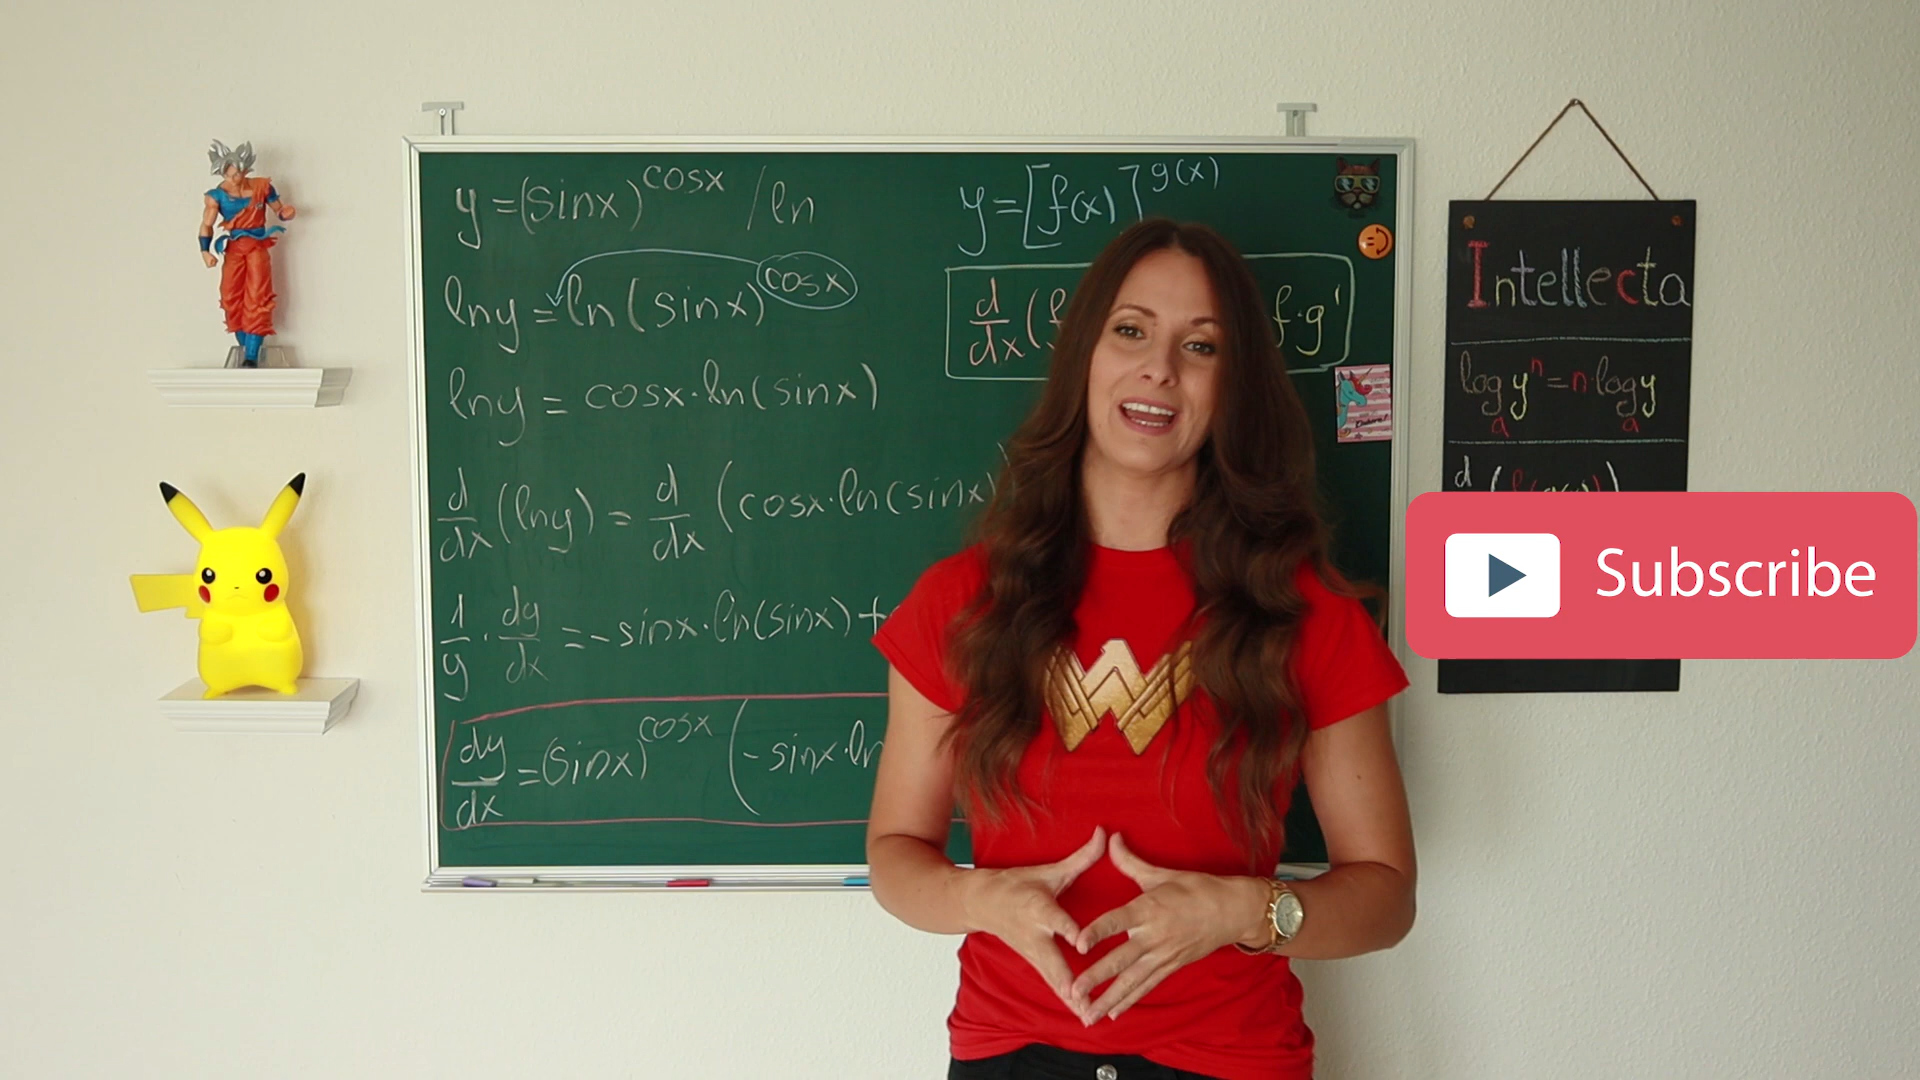 y=(sinx)^cosx /ln
lny=ln(sinx)^cosx
lny = cosx·ln(sinx)
d/dx (lny) = d/dx (cosx·ln(sinx)
1/y · dy/dx = -sinx·ln(sinx)+
dy/dx =(sinx)^cosx (-sinx·ln
y=[f(x)]^g(x)
d/dx (f
f·g'
Intellecta
log_a y^n = n·log_a y
d
Subscribe